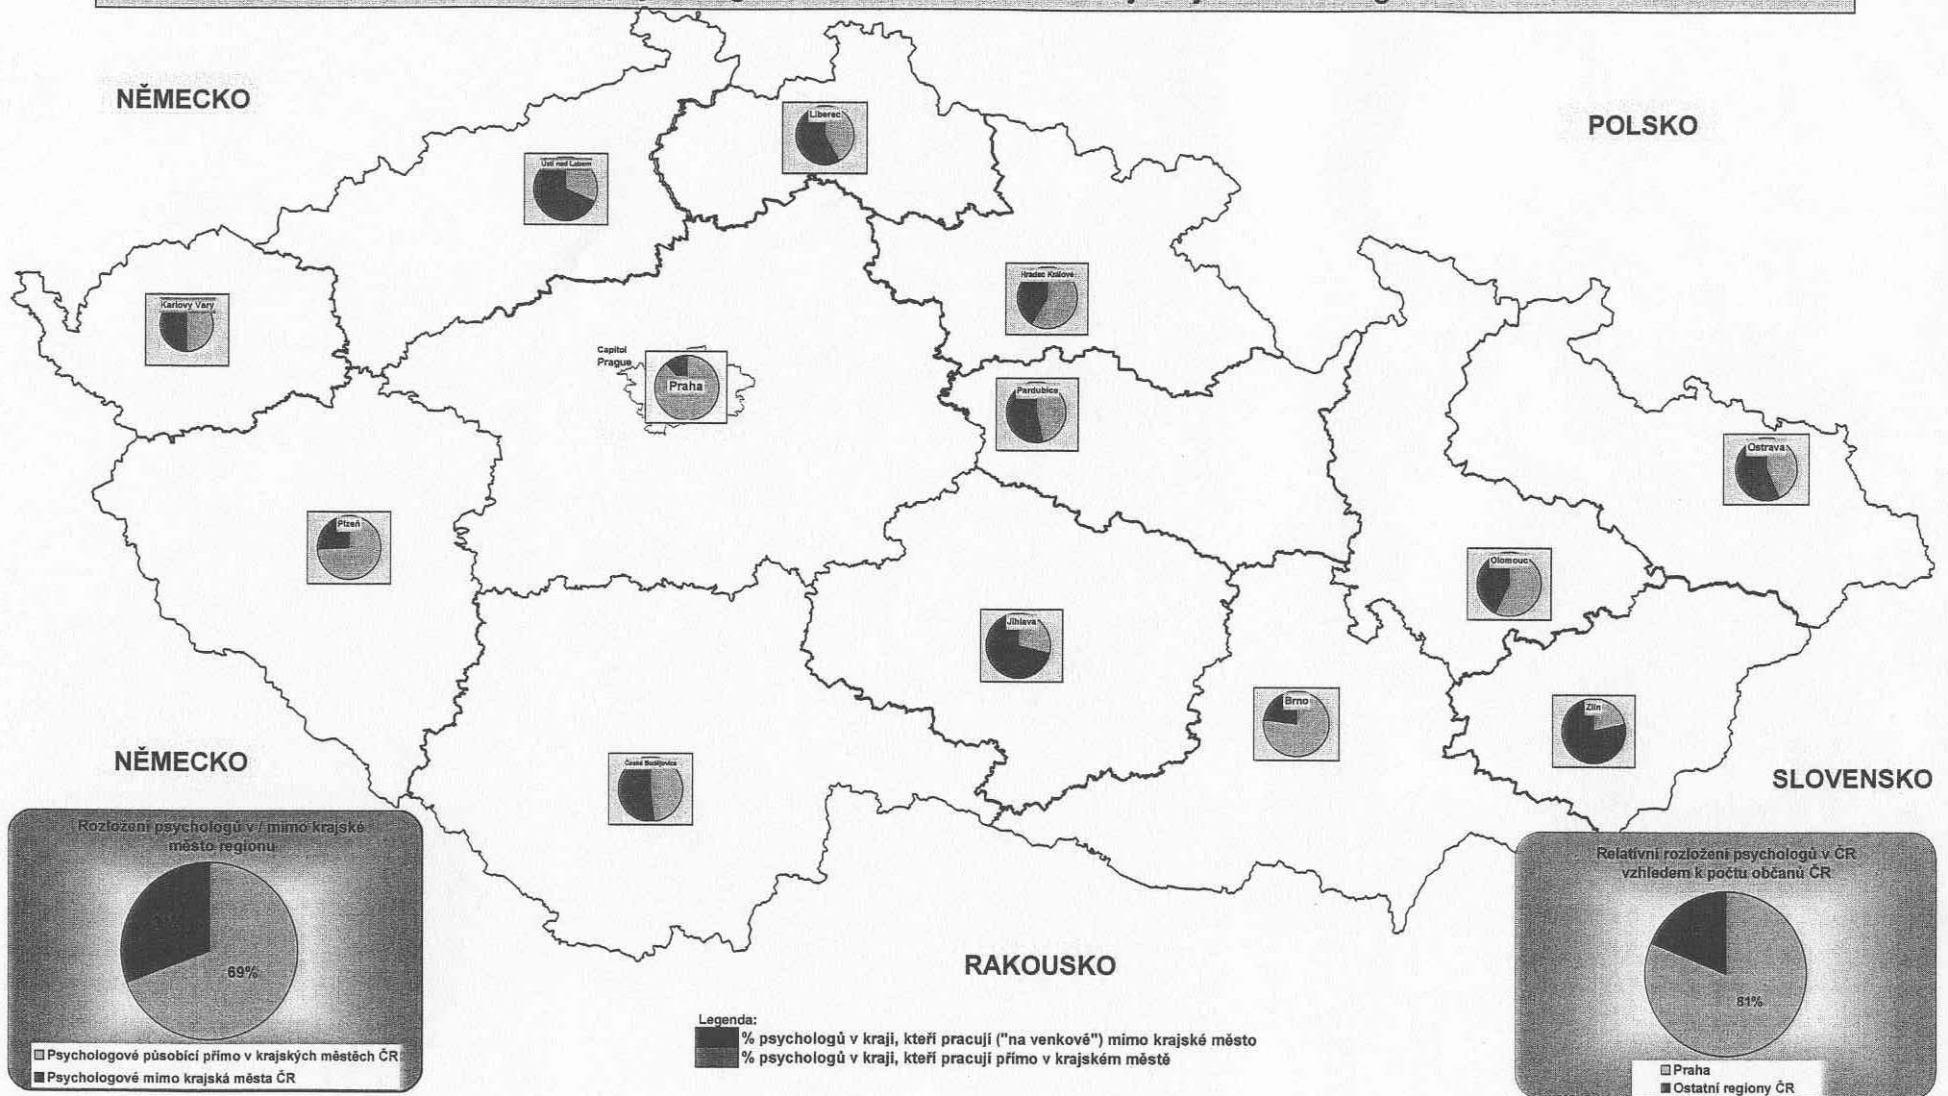 NĚMECKO
POLSKO
Liberec
Ústí nad Labem
Hradec Králové
Karlovy Vary
Capitol
Prague
Praha
Pardubice
Ostrava
Plzeň
Olomouc
Jihlava
Brno
Zlín
NĚMECKO
České Budějovice
SLOVENSKO
Rozložení psychologů v / mimo krajské
město regionu
69%
Psychologové působící přímo v krajských městech ČR
Psychologové mimo krajská města ČR
RAKOUSKO
Legenda:
% psychologů v kraji, kteří pracují ("na venkově") mimo krajské město
% psychologů v kraji, kteří pracují přímo v krajském městě
Relativní rozložení psychologů v ČR
vzhledem k počtu občanů ČR
81%
Praha
Ostatní regiony ČR